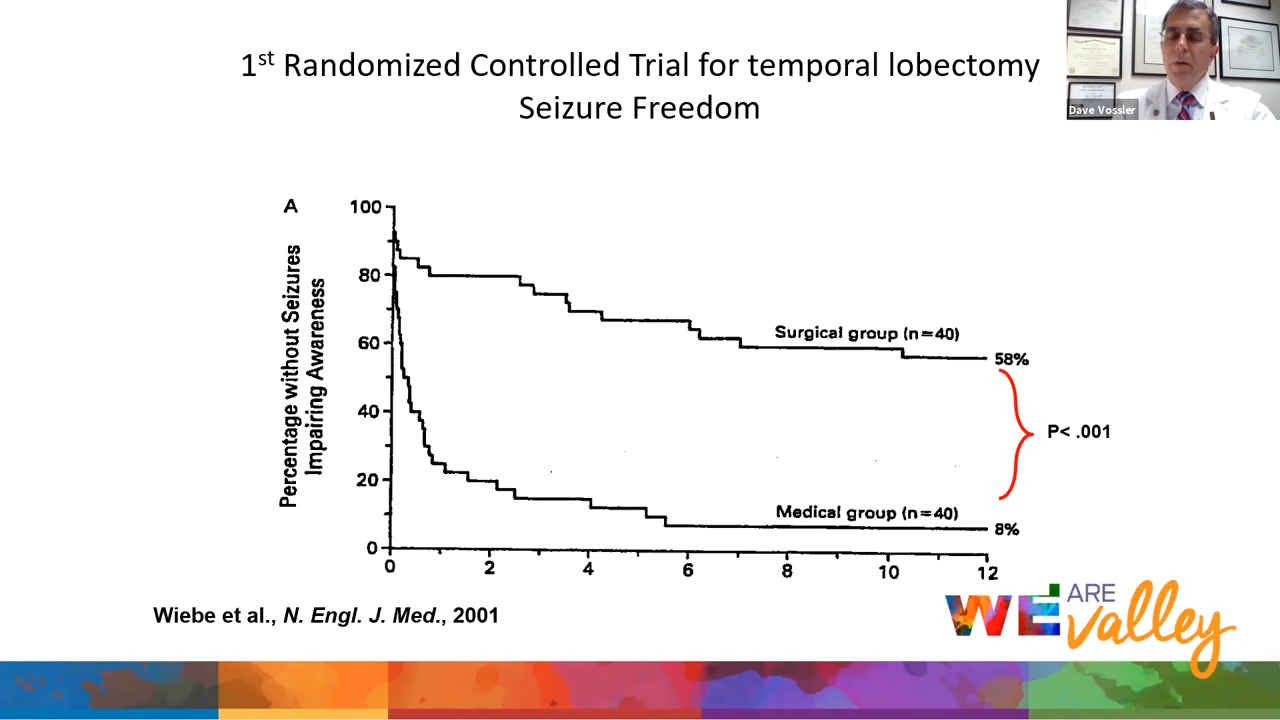 1st Randomized Controlled Trial for temporal lobectomy
Seizure Freedom
Dave Vossler
A
Percentage without Seizures
Impairing Awareness
100
80
60
40
20
0
0 2 4 6 8 10 12
Surgical group (n=40)
58%
P< .001
Medical group (n=40)
8%
Wiebe et al., N. Engl. J. Med., 2001
WE ARE
valley